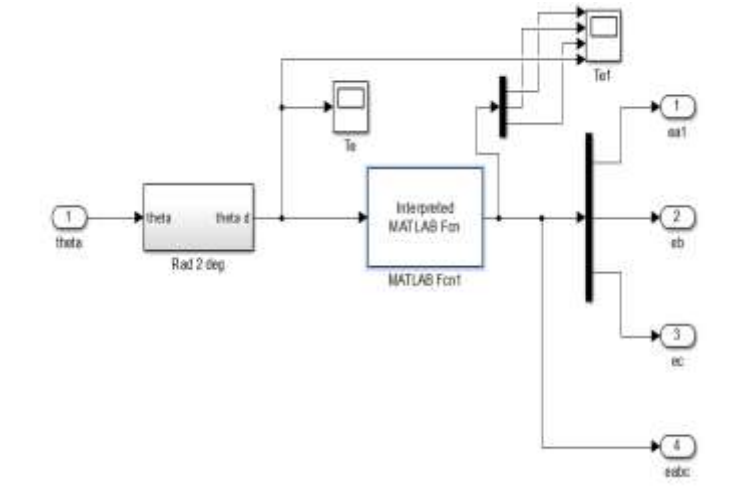 Te1
1
ea1
Te
Interpreted
MATLAB Fcn
1
theta
theta
theta d
2
eb
Rad 2 deg
MATLAB Fcn1
3
ec
4
eabc